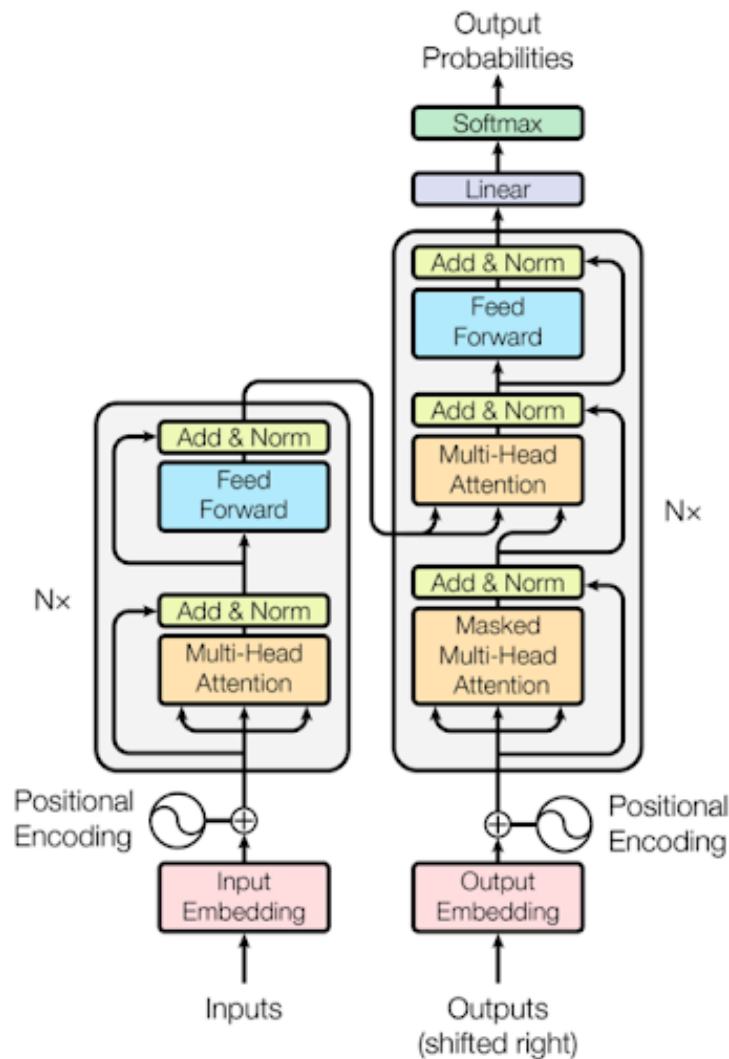 Output
Probabilities
Softmax
Linear
Add & Norm
Feed
Forward
Add & Norm
Multi-Head
Attention
Add & Norm
Masked
Multi-Head
Attention
N×
Positional
Encoding
Output
Embedding
Outputs
(shifted right)
Add & Norm
Feed
Forward
Add & Norm
Multi-Head
Attention
N×
Positional
Encoding
Input
Embedding
Inputs